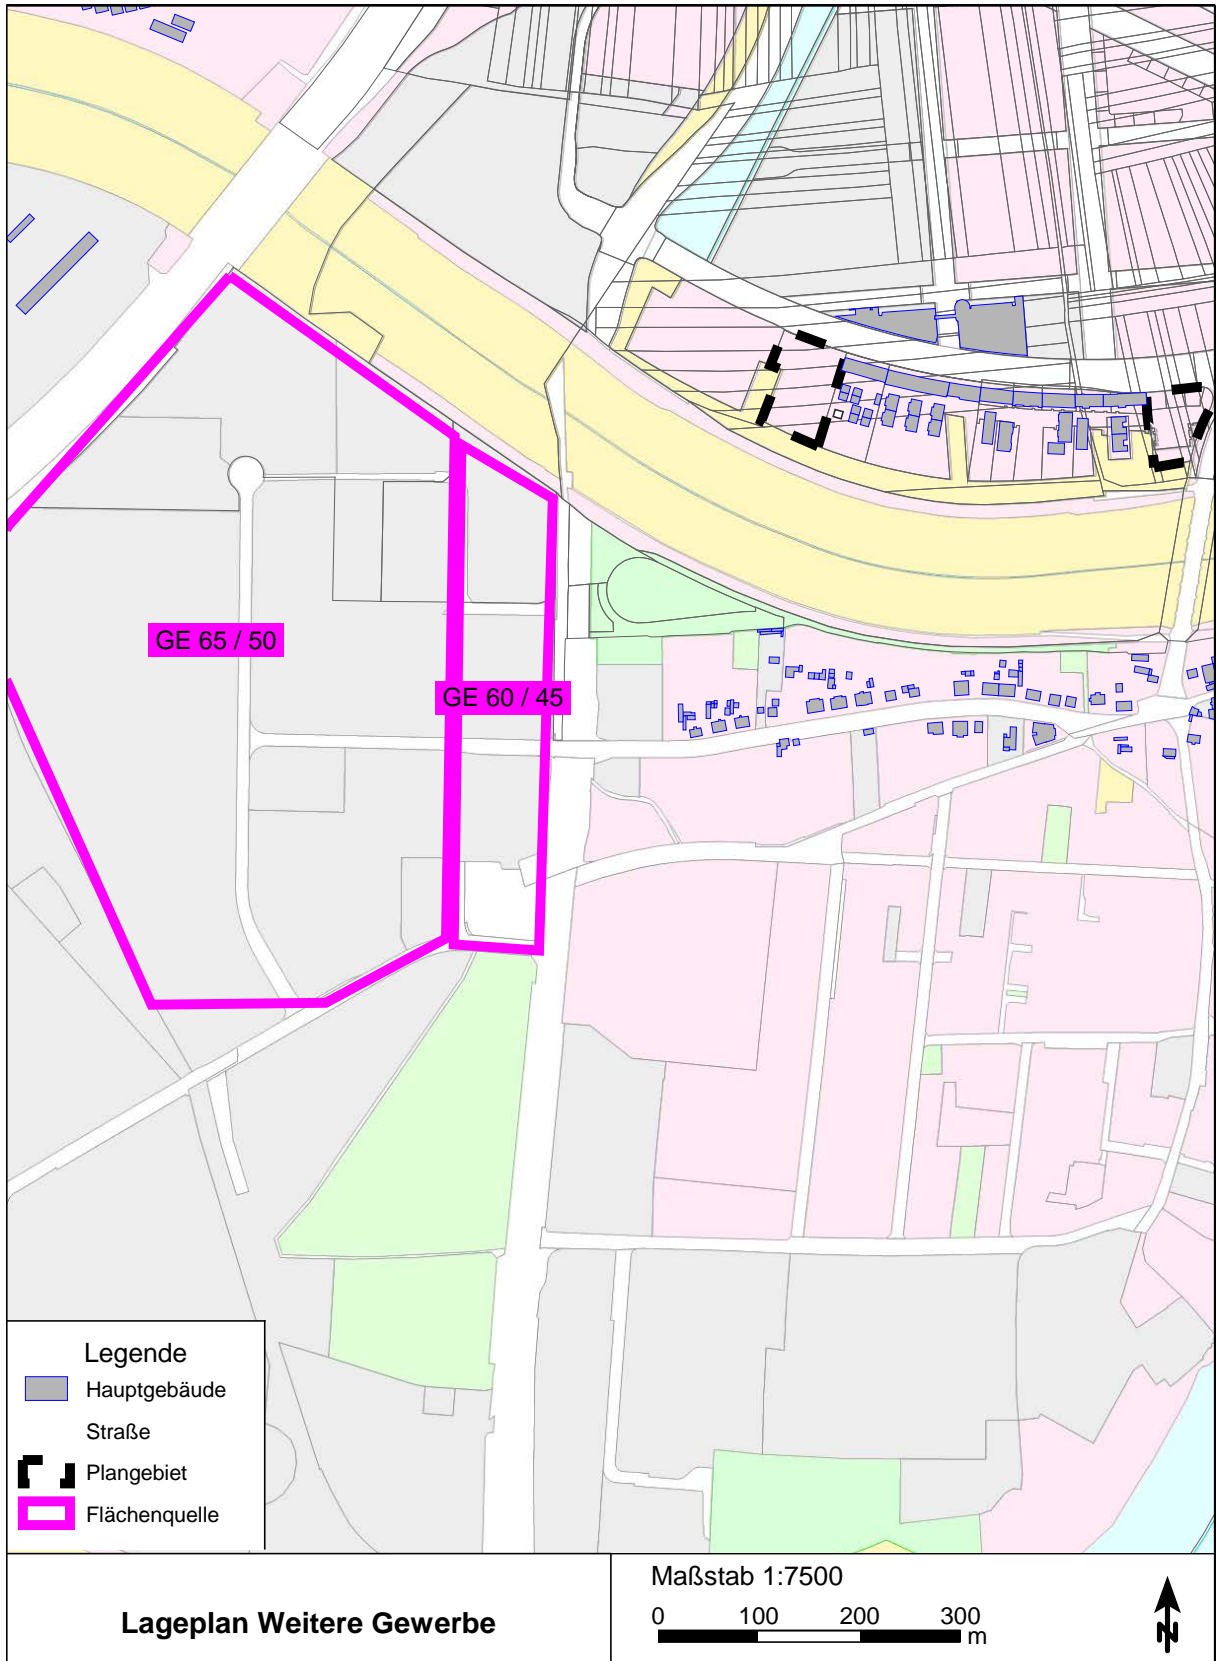 GE 65 / 50
GE 60 / 45
Legende
Hauptgebäude
Straße
Plangebiet
Flächenquelle
Lageplan Weitere Gewerbe
Maßstab 1:7500
0 100 200 300
m
N